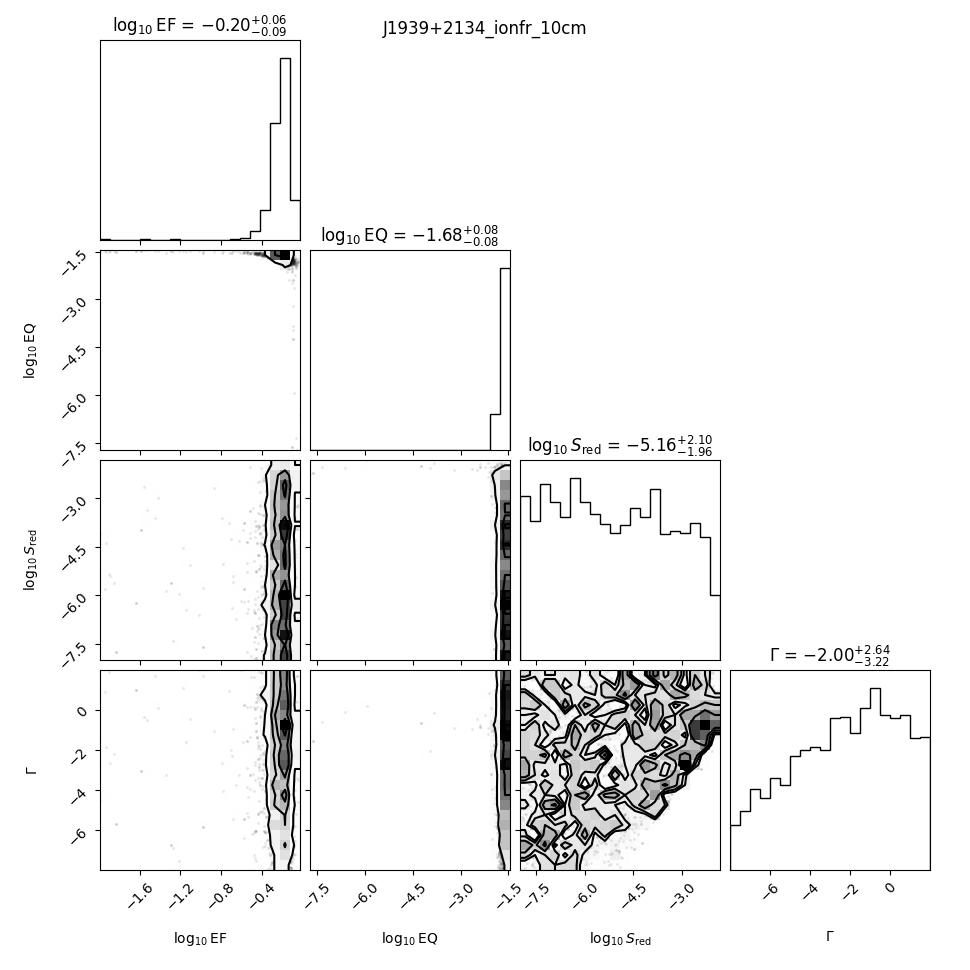 J1939+2134_ionfr_10cm
log₁₀ EF = −0.20 +0.06 −0.09
log₁₀ EQ = −1.68 +0.08 −0.08
log₁₀ S_red = −5.16 +2.10 −1.96
Γ = −2.00 +2.64 −3.22
−1.5
−3.0
−4.5
−6.0
−7.5
log₁₀ EQ
−3.0
−4.5
−6.0
−7.5
log₁₀ S_red
0
−2
−4
−6
Γ
−1.6 −1.2 −0.8 −0.4
−7.5 −6.0 −4.5 −3.0 −1.5
−7.5 −6.0 −4.5 −3.0
−6 −4 −2 0
log₁₀ EF
log₁₀ EQ
log₁₀ S_red
Γ